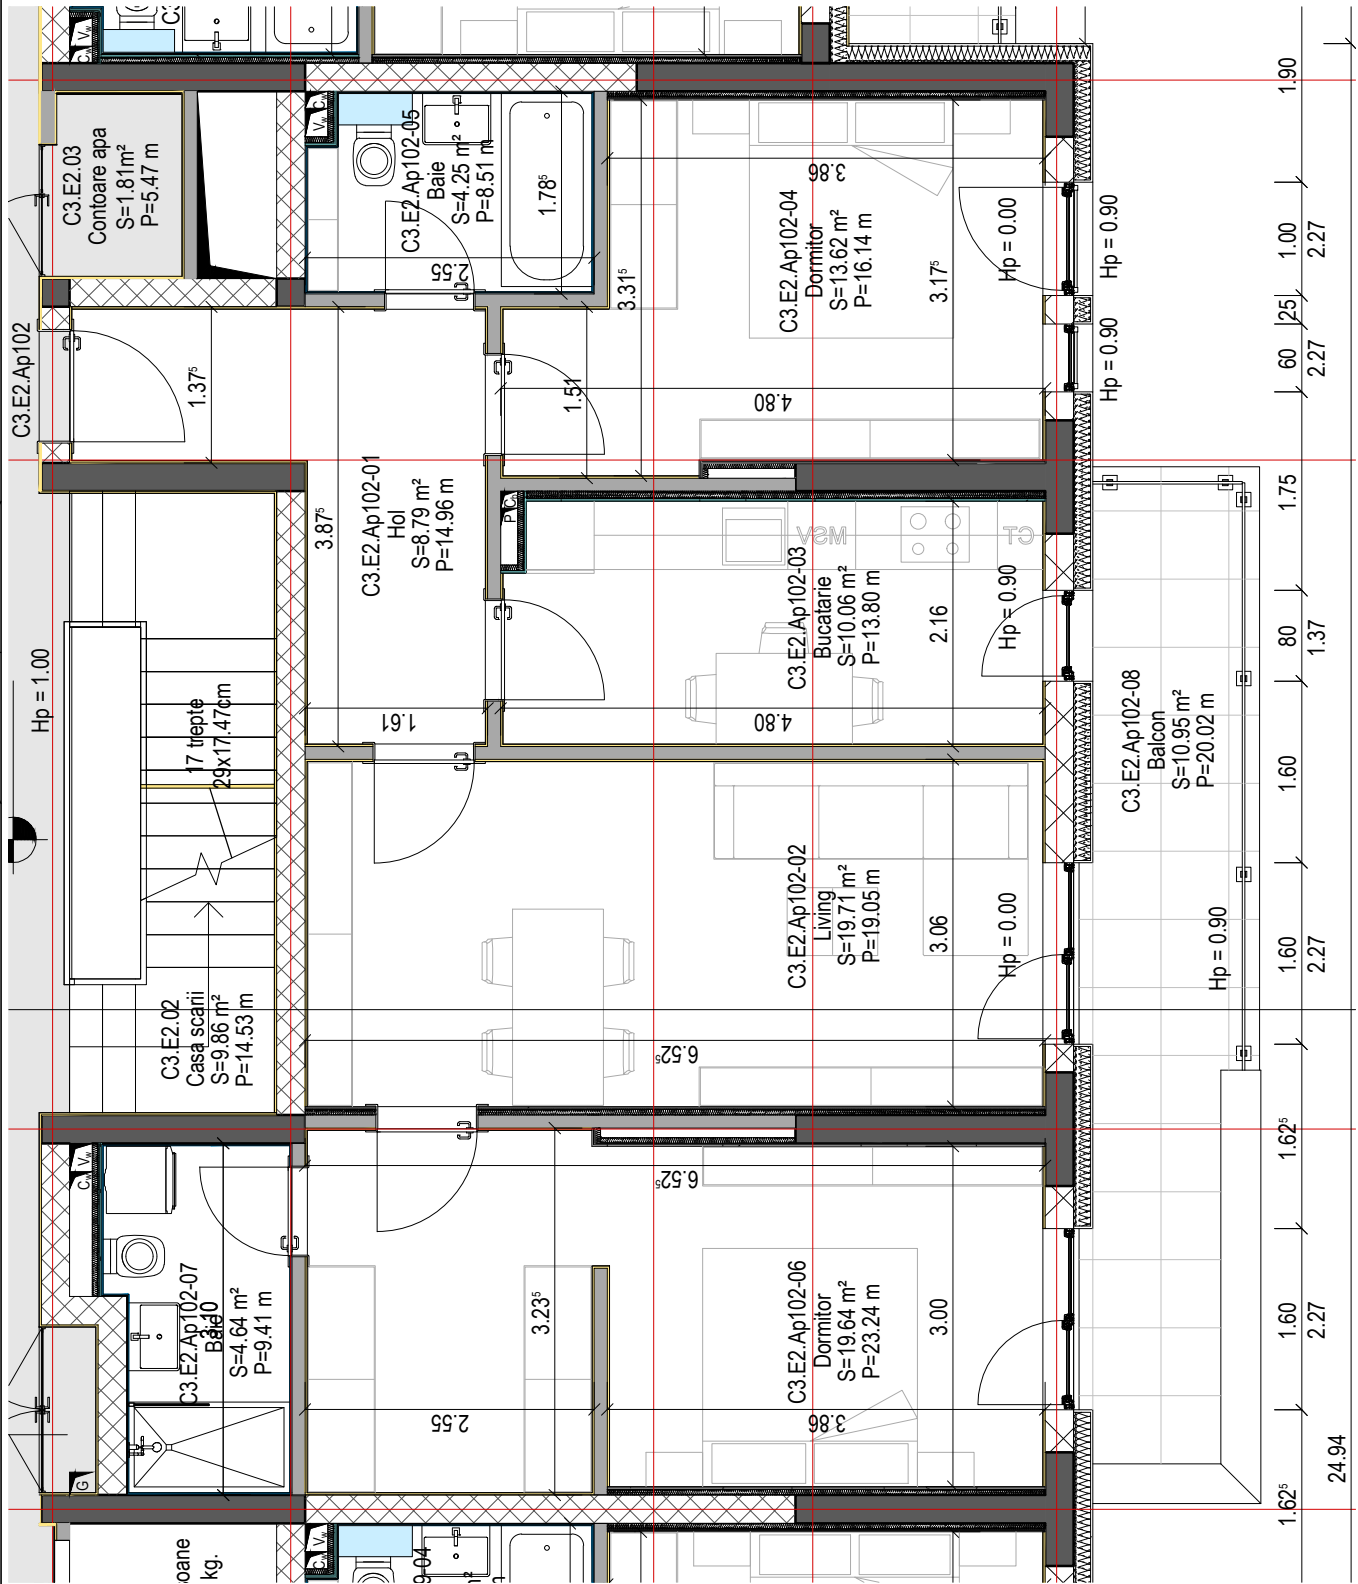 C3.E2.03
Contoare apa
S=1.81m²
P=5.47 m
C3.E2.Ap102
C3.E2.Ap102-05
Baie
S=4.25 m²
P=8.51 m
1.78⁵
2.55
C3.E2.Ap102-04
Dormitor
S=13.62 m²
P=16.14 m
3.86
3.31⁵
3.17⁵
4.80
1.51
1.37⁵
Hp = 0.00
Hp = 0.90
Hp = 0.90
C3.E2.Ap102-01
Hol
S=8.79 m²
P=14.96 m
3.87⁵
1.61
C3.E2.Ap102-03
Bucatarie
S=10.06 m²
P=13.80 m
MSV
CT
2.16
4.80
Hp = 0.90
Hp = 1.00
17 trepte
29x17.47cm
C3.E2.02
Casa scarii
S=9.86 m²
P=14.53 m
C3.E2.Ap102-02
Living
S=19.71 m²
P=19.05 m
3.06
6.52⁵
Hp = 0.00
C3.E2.Ap102-08
Balcon
S=10.95 m²
P=20.02 m
Hp = 0.90
C3.E2.Ap102-07
Baie
S=4.64 m²
P=9.41 m
3.10
C3.E2.Ap102-06
Dormitor
S=19.64 m²
P=23.24 m
6.52⁵
3.23⁵
3.00
2.55
3.86
1.90
1.00
2.27
25
60
2.27
1.75
80
1.37
1.60
1.60
2.27
1.62⁵
1.60
2.27
1.62⁵
24.94
G
oane
kg.
9-04